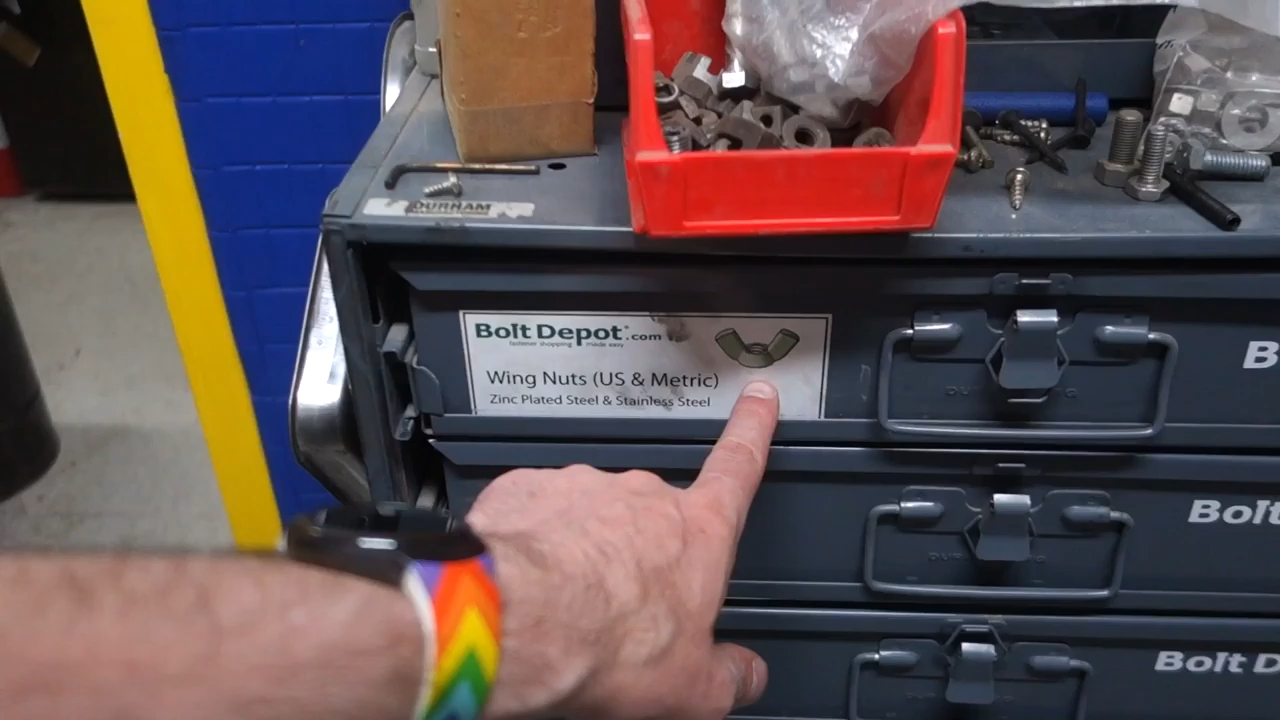 DURHAM
Bolt Depot.com
fastener shopping made easy
Wing Nuts (US & Metric)
Zinc Plated Steel & Stainless Steel
B
Bolt
Bolt D